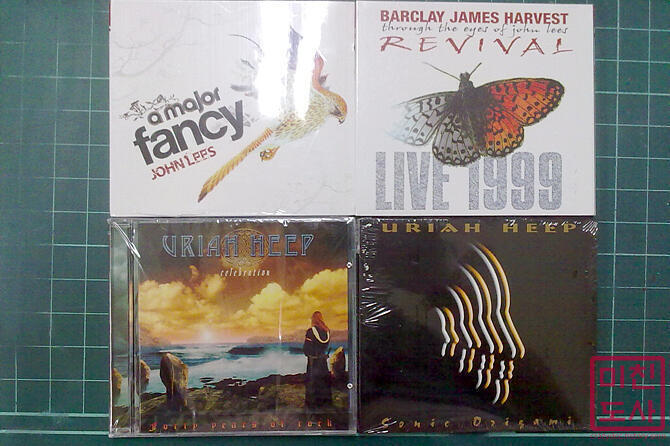 a major
fancy
JOHN LEES
BARCLAY JAMES HARVEST
through the eyes of john lees
REVIVAL
LIVE 1999
URIAH HEEP
celebration
Forty years of rock
URIAH HEEP
Sonic Origami
미친
도사